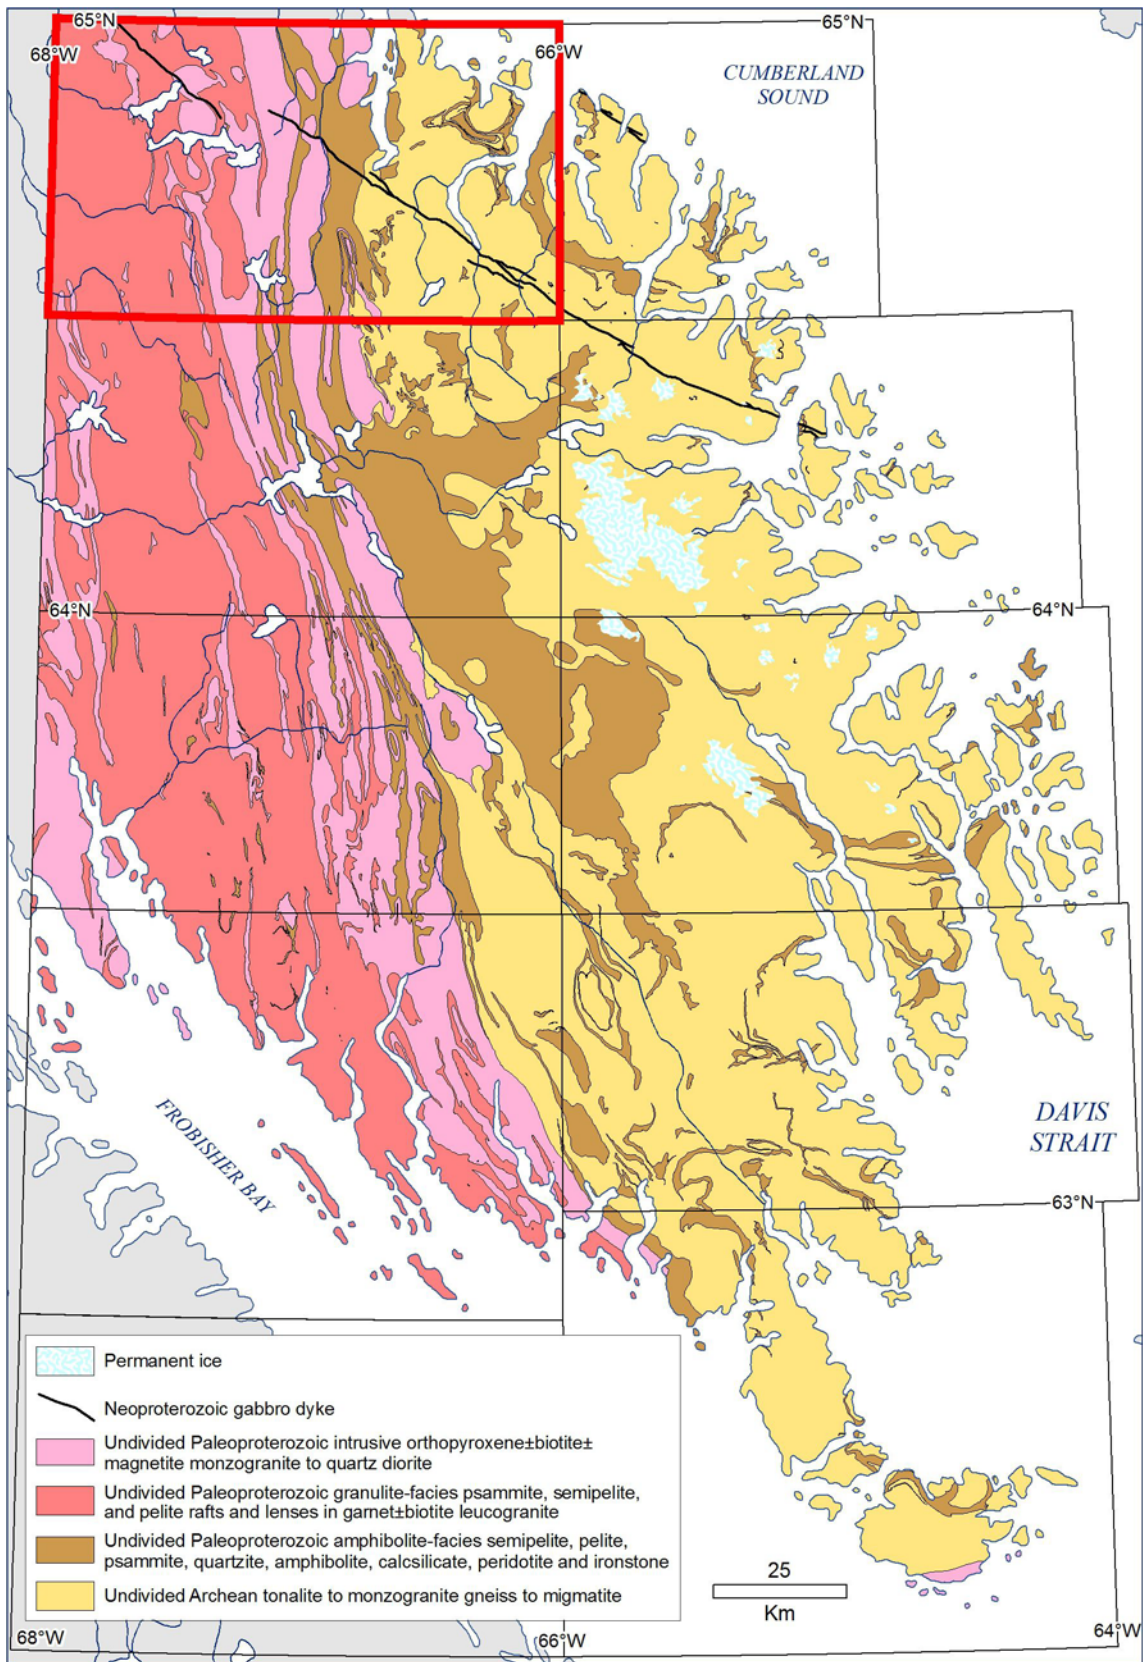 65°N
65°N
68°W
66°W
CUMBERLAND
SOUND
64°N
64°N
FROBISHER BAY
DAVIS
STRAIT
63°N
Permanent ice
Neoproterozoic gabbro dyke
Undivided Paleoproterozoic intrusive orthopyroxene±biotite±
magnetite monzogranite to quartz diorite
Undivided Paleoproterozoic granulite-facies psammite, semipelite,
and pelite rafts and lenses in garnet±biotite leucogranite
Undivided Paleoproterozoic amphibolite-facies semipelite, pelite,
psammite, quartzite, amphibolite, calcsilicate, peridotite and ironstone
Undivided Archean tonalite to monzogranite gneiss to migmatite
25
Km
68°W
66°W
64°W